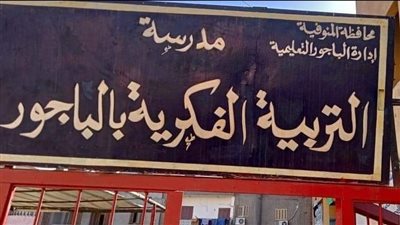 محافظة المنوفية
إدارة الباجور التعليمية
مدرسة
التربية الفكرية بالباجور